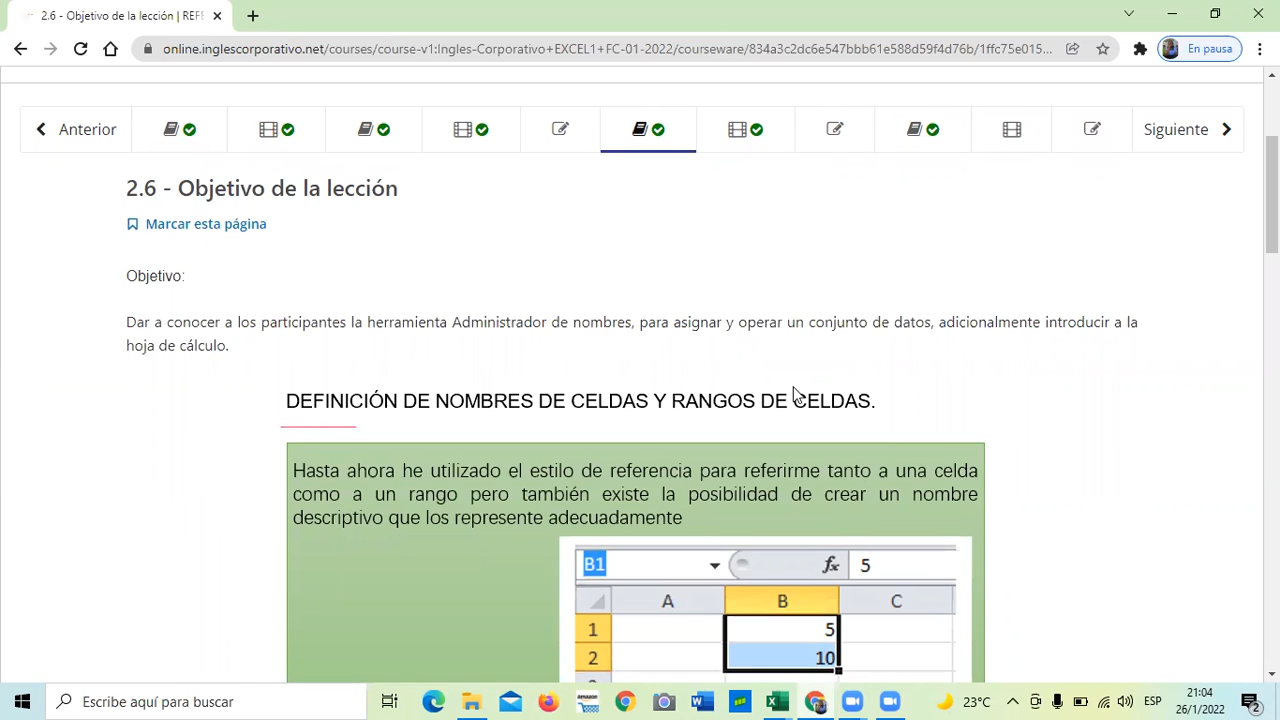 2.6 - Objetivo de la lección | REFE
online.inglescorporativo.net/courses/course-v1:Ingles-Corporativo+EXCEL1+FC-01-2022/courseware/834a3c2dc6e547bbb61e588d59f4d76b/1ffc75e015...
En pausa
Anterior
Siguiente
2.6 - Objetivo de la lección
Marcar esta página
Objetivo:
Dar a conocer a los participantes la herramienta Administrador de nombres, para asignar y operar un conjunto de datos, adicionalmente introducir a la
hoja de cálculo.
DEFINICIÓN DE NOMBRES DE CELDAS Y RANGOS DE CELDAS.
Hasta ahora he utilizado el estilo de referencia para referirme tanto a una celda
como a un rango pero también existe la posibilidad de crear un nombre
descriptivo que los represente adecuadamente
B1 fx 5
A B C
1 5
2 10
Escribe aquí para buscar
amazon
23°C
ESP
21:04
26/1/2022
2